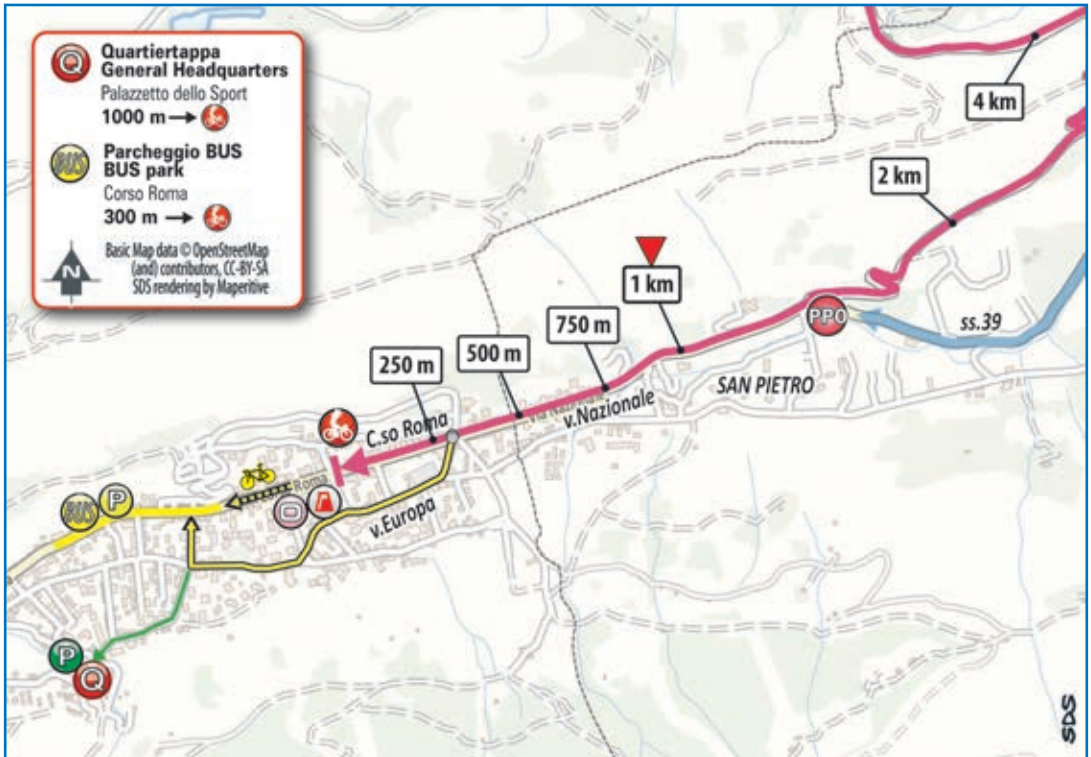 Q
Quartiertappa
General Headquarters
Palazzetto dello Sport
1000 m
BUS
Parcheggio BUS
BUS park
Corso Roma
300 m
N
Basic Map data © OpenStreetMap
(and) contributors, CC-BY-SA
SDS rendering by Maperitive
4 km
2 km
1 km
PPO
ss.39
750 m
SAN PIETRO
500 m
v.Nazionale
250 m
C.so Roma
Roma
v.Europa
BUS
P
P
Q
SDS